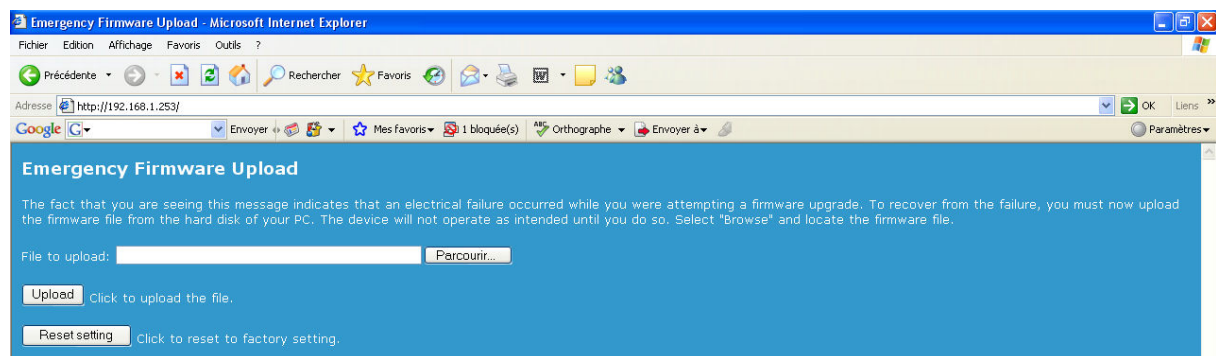 Emergency Firmware Upload - Microsoft Internet Explorer
Fichier Edition Affichage Favoris Outils ?
Précédente Rechercher Favoris
Adresse http://192.168.1.253/ OK Liens »
Google G Envoyer Mes favoris 1 bloquée(s) ABC Orthographe Envoyer à Paramètres
Emergency Firmware Upload
The fact that you are seeing this message indicates that an electrical failure occurred while you were attempting a firmware upgrade. To recover from the failure, you must now upload
the firmware file from the hard disk of your PC. The device will not operate as intended until you do so. Select "Browse" and locate the firmware file.
File to upload: Parcourir...
Upload Click to upload the file.
Reset setting Click to reset to factory setting.